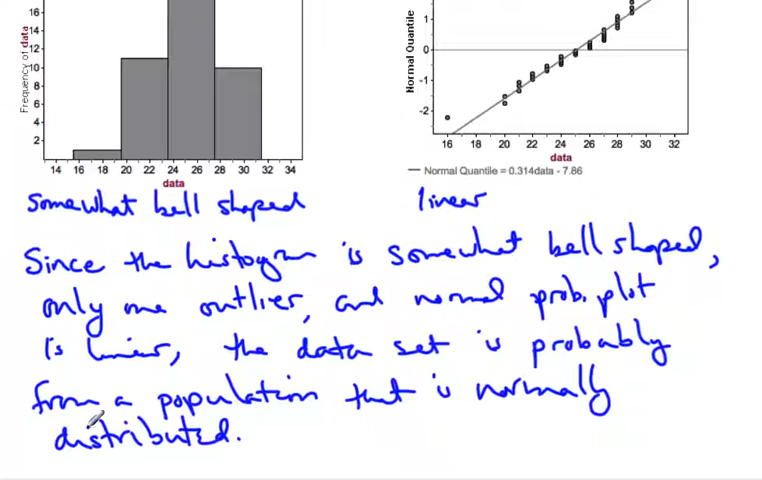 16
14
12
10
8
6
4
2
Frequency of data
14 16 18 20 22 24 26 28 30 32 34
data
1
0
-1
-2
Normal Quantile
16 18 20 22 24 26 28 30 32
data
Normal Quantile = 0.314data - 7.86
Somewhat bell shaped
linear
Since the histogram is somewhat bell shaped,
only one outlier, and normal prob. plot
is linear, the data set is probably
from a population that is normally
distributed.